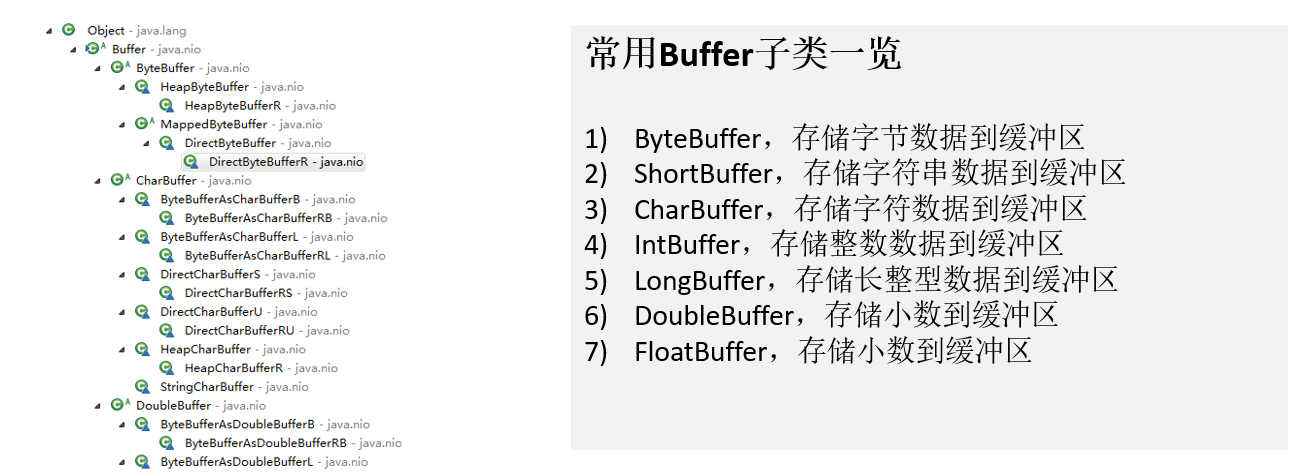 Object - java.lang
Buffer - java.nio
ByteBuffer - java.nio
HeapByteBuffer - java.nio
HeapByteBufferR - java.nio
MappedByteBuffer - java.nio
DirectByteBuffer - java.nio
DirectByteBufferR - java.nio
CharBuffer - java.nio
ByteBufferAsCharBufferB - java.nio
ByteBufferAsCharBufferRB - java.nio
ByteBufferAsCharBufferL - java.nio
ByteBufferAsCharBufferRL - java.nio
DirectCharBufferS - java.nio
DirectCharBufferRS - java.nio
DirectCharBufferU - java.nio
DirectCharBufferRU - java.nio
HeapCharBuffer - java.nio
HeapCharBufferR - java.nio
StringCharBuffer - java.nio
DoubleBuffer - java.nio
ByteBufferAsDoubleBufferB - java.nio
ByteBufferAsDoubleBufferRB - java.nio
ByteBufferAsDoubleBufferL - java.nio
常用Buffer子类一览
1) ByteBuffer，存储字节数据到缓冲区
2) ShortBuffer，存储字符串数据到缓冲区
3) CharBuffer，存储字符数据到缓冲区
4) IntBuffer，存储整数数据到缓冲区
5) LongBuffer，存储长整型数据到缓冲区
6) DoubleBuffer，存储小数到缓冲区
7) FloatBuffer，存储小数到缓冲区